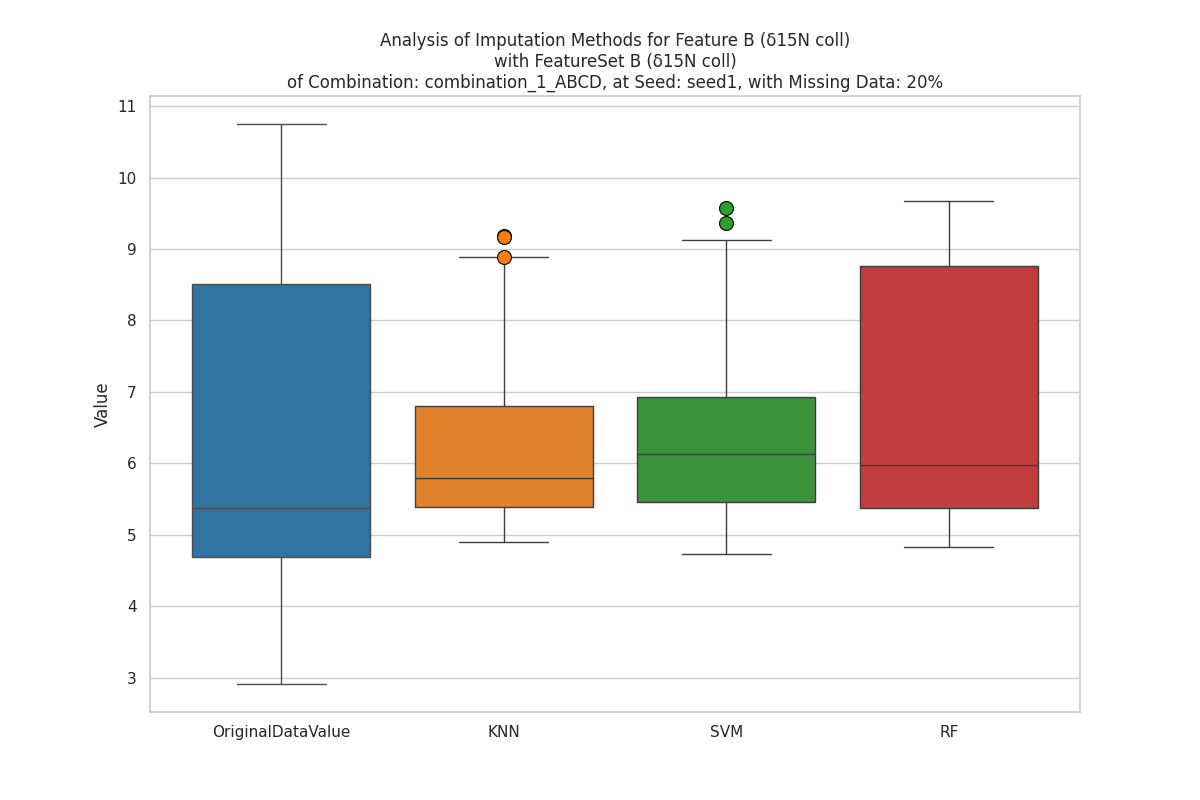 Analysis of Imputation Methods for Feature B (δ15N coll)
with FeatureSet B (δ15N coll)
of Combination: combination_1_ABCD, at Seed: seed1, with Missing Data: 20%
11
10
9
8
7
6
5
4
3
Value
OriginalDataValue
KNN
SVM
RF